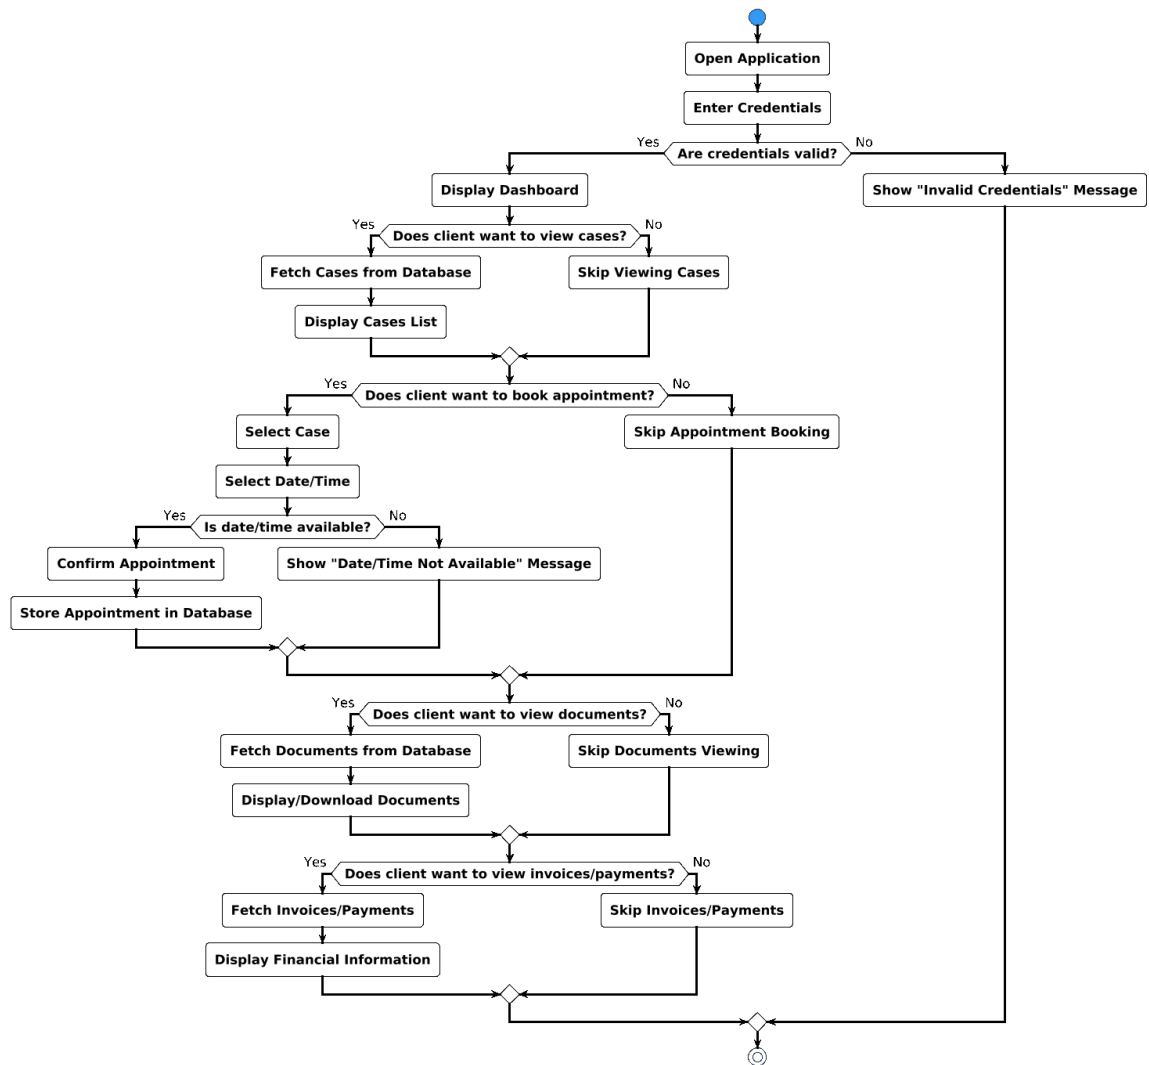 Open Application
Enter Credentials
Yes
Are credentials valid?
No
Display Dashboard
Show "Invalid Credentials" Message
Yes
Does client want to view cases?
No
Fetch Cases from Database
Skip Viewing Cases
Display Cases List
Yes
Does client want to book appointment?
No
Select Case
Skip Appointment Booking
Select Date/Time
Yes
Is date/time available?
No
Confirm Appointment
Show "Date/Time Not Available" Message
Store Appointment in Database
Yes
Does client want to view documents?
No
Fetch Documents from Database
Skip Documents Viewing
Display/Download Documents
Yes
Does client want to view invoices/payments?
No
Fetch Invoices/Payments
Skip Invoices/Payments
Display Financial Information